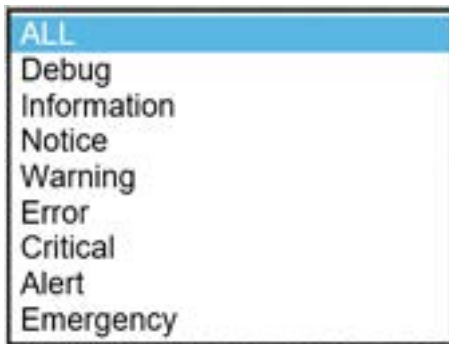 ALL
Debug
Information
Notice
Warning
Error
Critical
Alert
Emergency